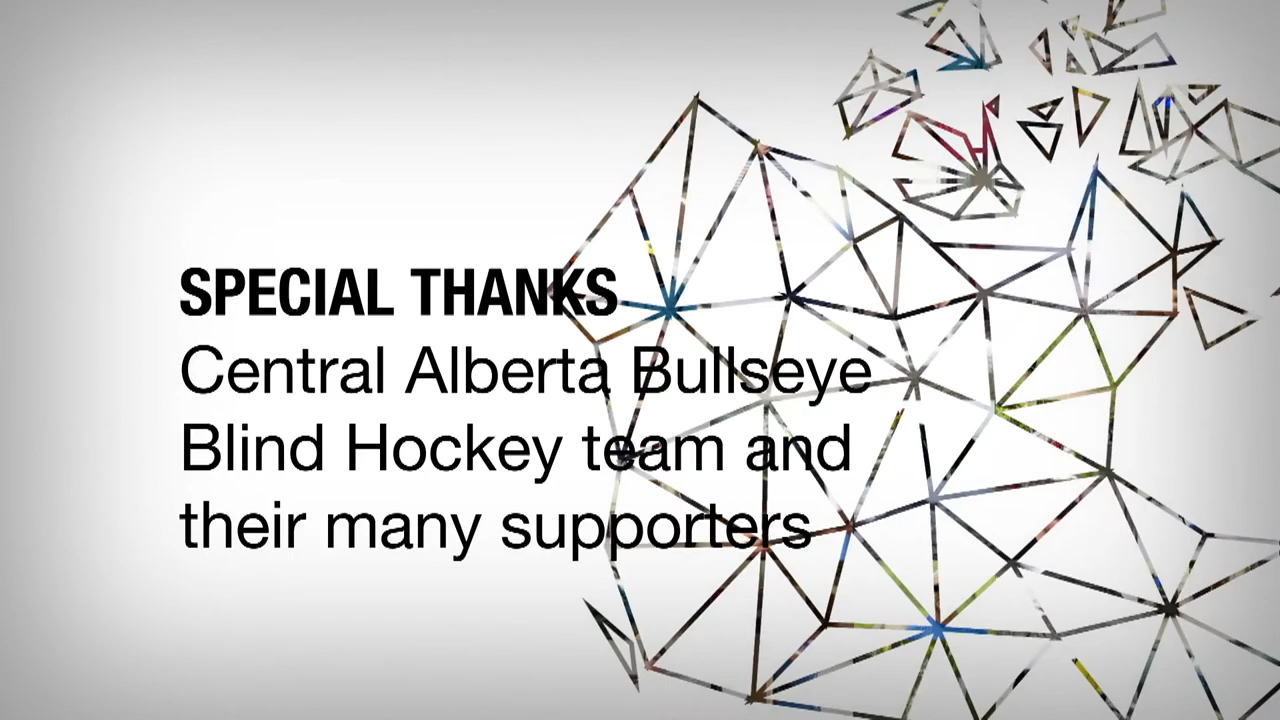 SPECIAL THANKS
Central Alberta Bullseye
Blind Hockey team and
their many supporters